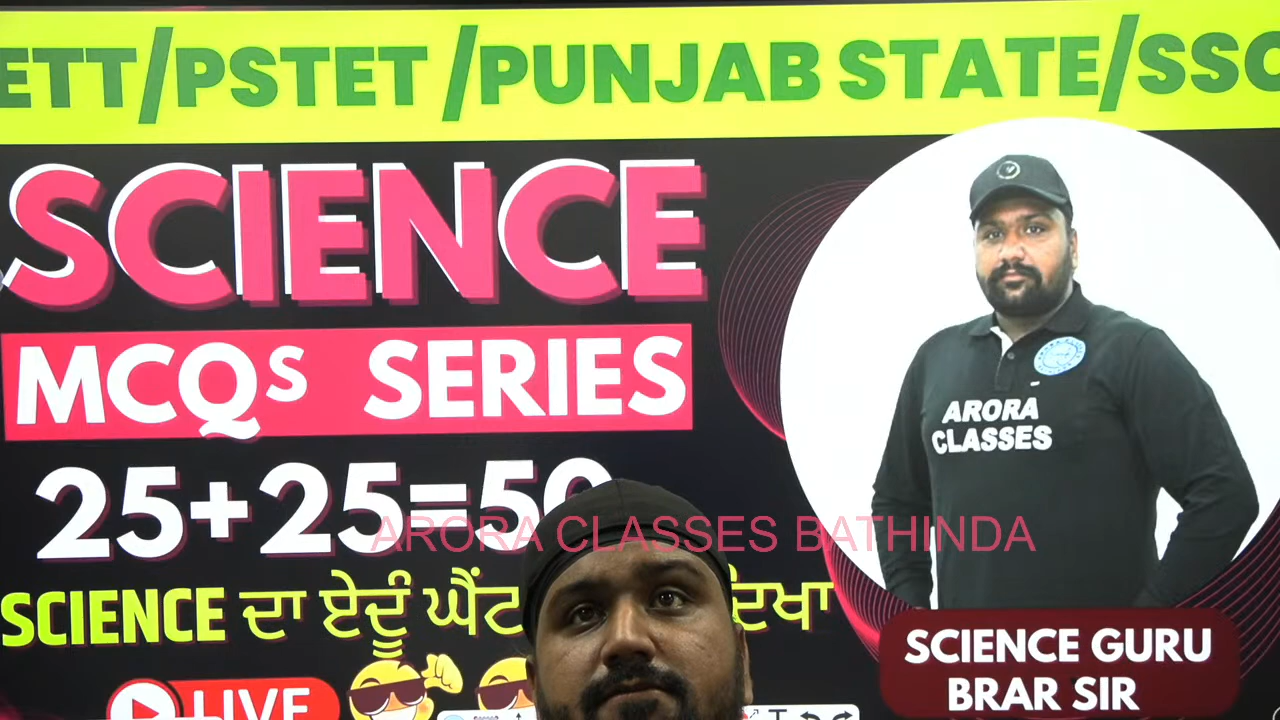 ETT/PSTET /PUNJAB STATE/SSC
SCIENCE
MCQs SERIES
25+25=50
ARORA CLASSES BATHINDA
SCIENCE ਦਾ ਏਦੂੰ ਘੈਂਟ
LIVE
ARORA
CLASSES
SCIENCE GURU
BRAR SIR